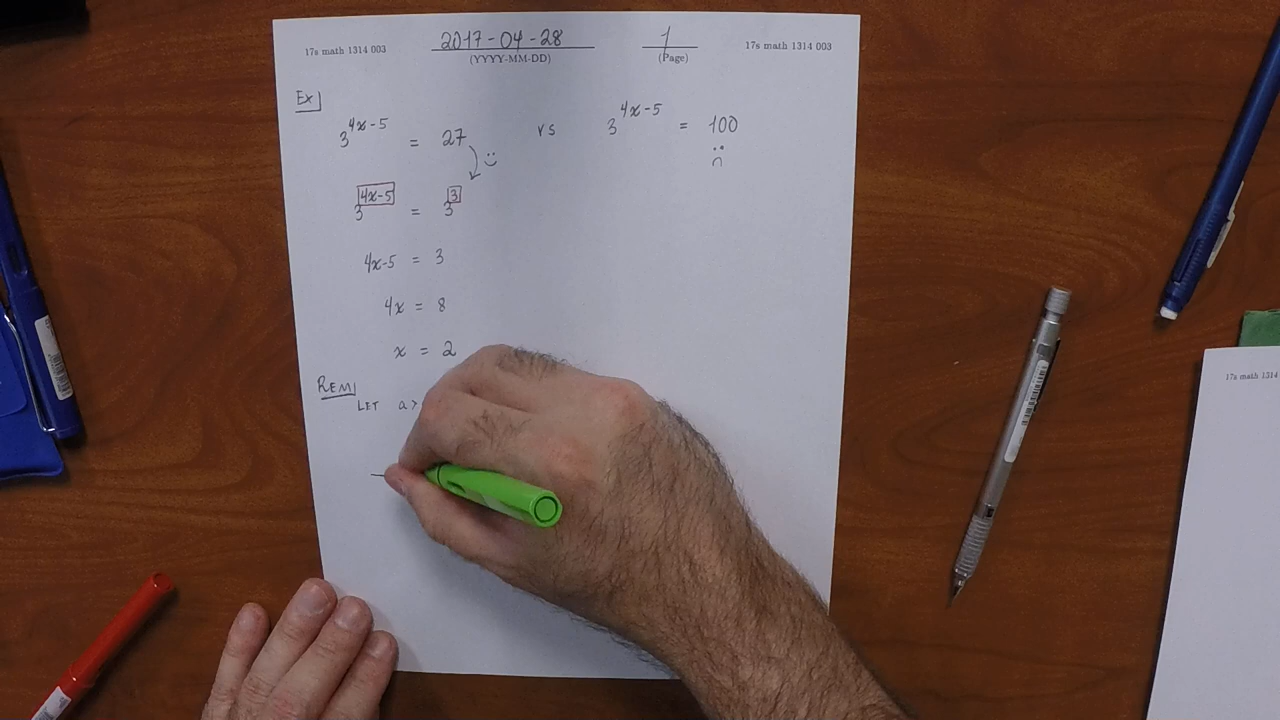 17s math 1314 003 2017-04-28 1 17s math 1314 003
(YYYY-MM-DD) (Page)
Ex
3^{4x-5} = 27 vs 3^{4x-5} = 100
3^{4x-5} = 3^3
4x-5 = 3
4x = 8
x = 2
REM
LET a>
17s math 1314